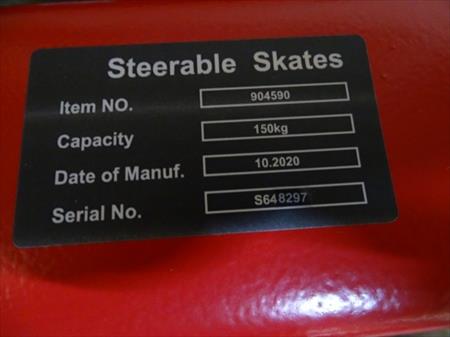 Steerable Skates
Item NO. 904590
Capacity 150kg
Date of Manuf. 10.2020
Serial No. S648297